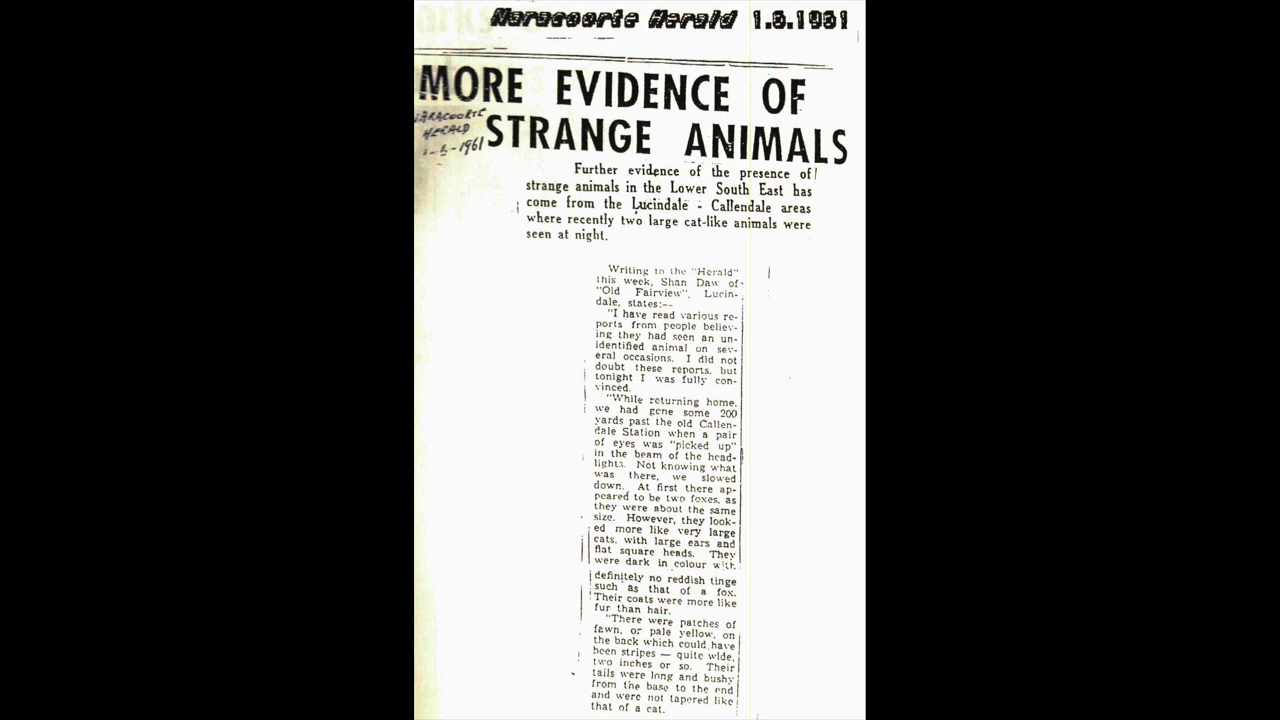 Naracoorte Herald 1.8.1961
MORE EVIDENCE OF
STRANGE ANIMALS
NARACOORTE
HERALD
-1961
Further evidence of the presence of
strange animals in the Lower South East has
come from the Lucindale - Callendale areas
where recently two large cat-like animals were
seen at night.
Writing to the "Herald"
this week, Shan Daw of
"Old Fairview", Lucin-
dale, states:--
"I have read various re-
ports from people believ-
ing they had seen an un-
identified animal on sev-
eral occasions. I did not
doubt these reports, but
tonight I was fully con-
vinced.
"While returning home,
we had gone some 200
yards past the old Callen-
dale Station when a pair
of eyes was "picked up"
in the beam of the head-
lights. Not knowing what
was there, we slowed
down. At first there ap-
peared to be two foxes, as
they were about the same
size. However, they look-
ed more like very large
cats, with large ears and
flat square heads. They
were dark in colour with
definitely no reddish tinge
such as that of a fox.
Their coats were more like
fur than hair.
"There were patches of
fawn, or pale yellow, on
the back which could have
been stripes — quite wide,
two inches or so. Their
tails were long and bushy
from the base to the end
and were not tapered like
that of a cat.